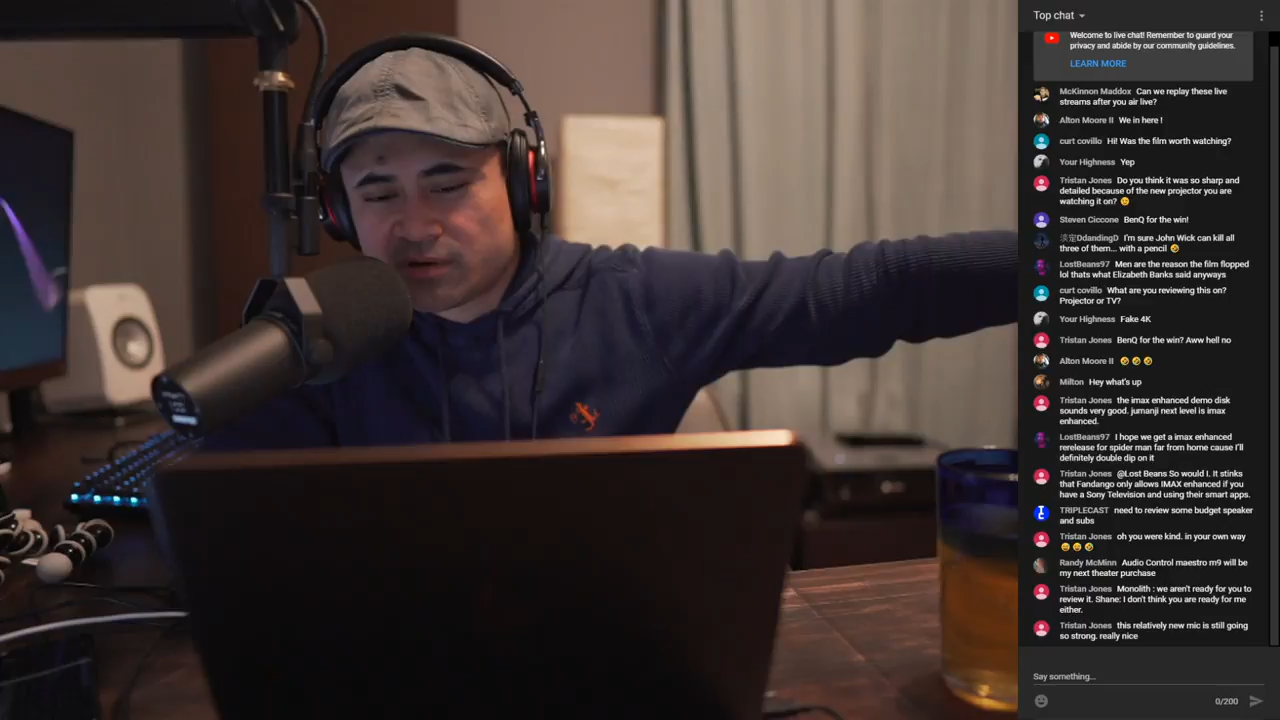 Top chat
Welcome to live chat! Remember to guard your
privacy and abide by our community guidelines.
LEARN MORE
McKinnon Maddox Can we replay these live
streams after you air live?
Alton Moore II We in here !
curt covillo Hi! Was the film worth watching?
Your Highness Yep
Tristan Jones Do you think it was so sharp and
detailed because of the new projector you are
watching it on? 😉
Steven Ciccone BenQ for the win!
淡定DdandingD I'm sure John Wick can kill all
three of them... with a pencil 🤣
LostBeans97 Men are the reason the film flopped
lol thats what Elizabeth Banks said anyways
curt covillo What are you reviewing this on?
Projector or TV?
Your Highness Fake 4K
Tristan Jones BenQ for the win? Aww hell no
Alton Moore II 🤣🤣🤣
Milton Hey what's up
Tristan Jones the imax enhanced demo disk
sounds very good. jumanji next level is imax
enhanced.
LostBeans97 I hope we get a imax enhanced
rerelease for spider man far from home cause I'll
definitely double dip on it
Tristan Jones @Lost Beans So would I. It stinks
that Fandango only allows IMAX enhanced if you
have a Sony Television and using their smart apps.
TRIPLECAST need to review some budget speaker
and subs
Tristan Jones oh you were kind. in your own way
😆😆🤣
Randy McMinn Audio Control maestro m9 will be
my next theater purchase
Tristan Jones Monolith : we aren't ready for you to
review it. Shane: I don't think you are ready for me
either.
Tristan Jones this relatively new mic is still going
so strong. really nice
Say something...
0/200